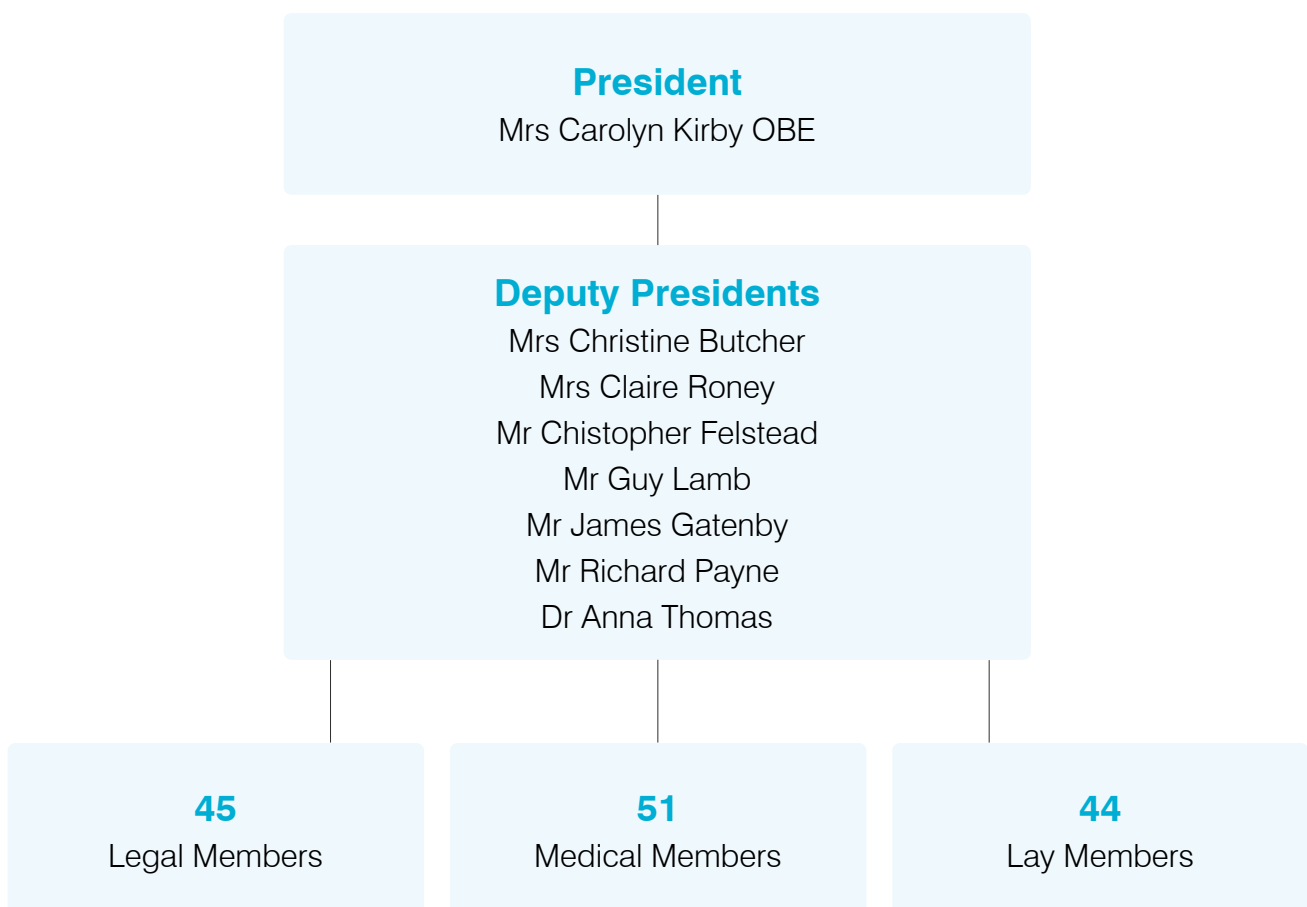 President
Mrs Carolyn Kirby OBE
Deputy Presidents
Mrs Christine Butcher
Mrs Claire Roney
Mr Chistopher Felstead
Mr Guy Lamb
Mr James Gatenby
Mr Richard Payne
Dr Anna Thomas
45
Legal Members
51
Medical Members
44
Lay Members